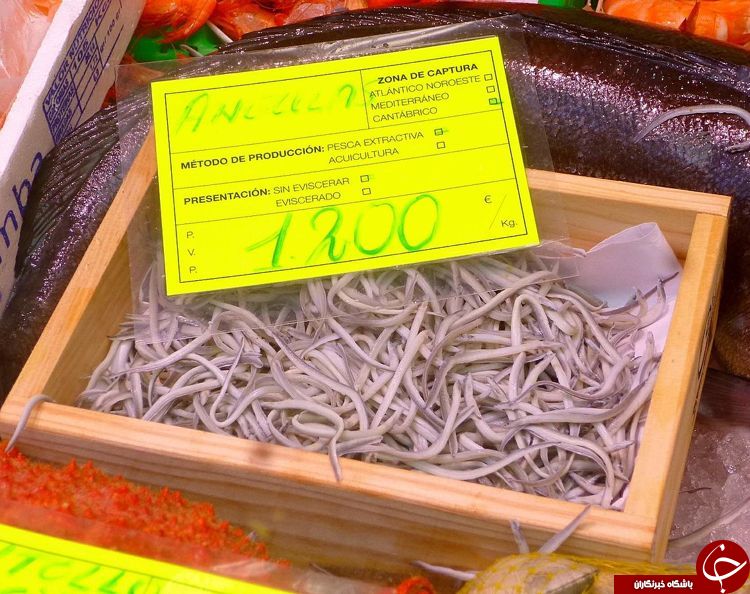 ANGULAS
ZONA DE CAPTURA
ATLÁNTICO NOROESTE
MEDITERRÁNEO
CANTÁBRICO
MÉTODO DE PRODUCIÓN: PESCA EXTRACTIVA
ACUICULTURA
PRESENTACIÓN: SIN EVISCERAR
EVISCERADO
P.
V.
P.
1.200
€/Kg.
باشگاه خبرنگاران